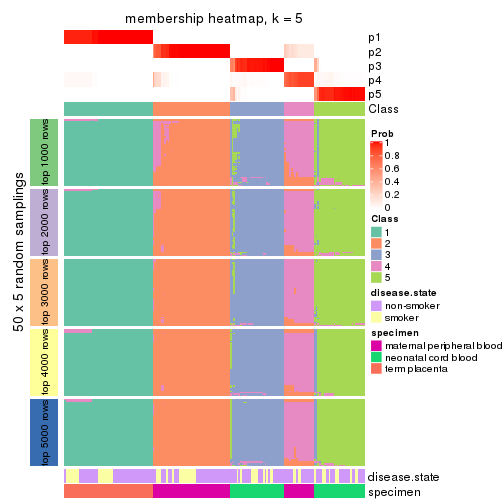 membership heatmap, k = 5
p1
p2
p3
p4
p5
Class
50 x 5 random samplings
top 1000 rows
top 2000 rows
top 3000 rows
top 4000 rows
top 5000 rows
Prob
1
0.8
0.6
0.4
0.2
0
Class
1
2
3
4
5
disease.state
non-smoker
smoker
specimen
maternal peripheral blood
neonatal cord blood
term placenta
disease.state
specimen